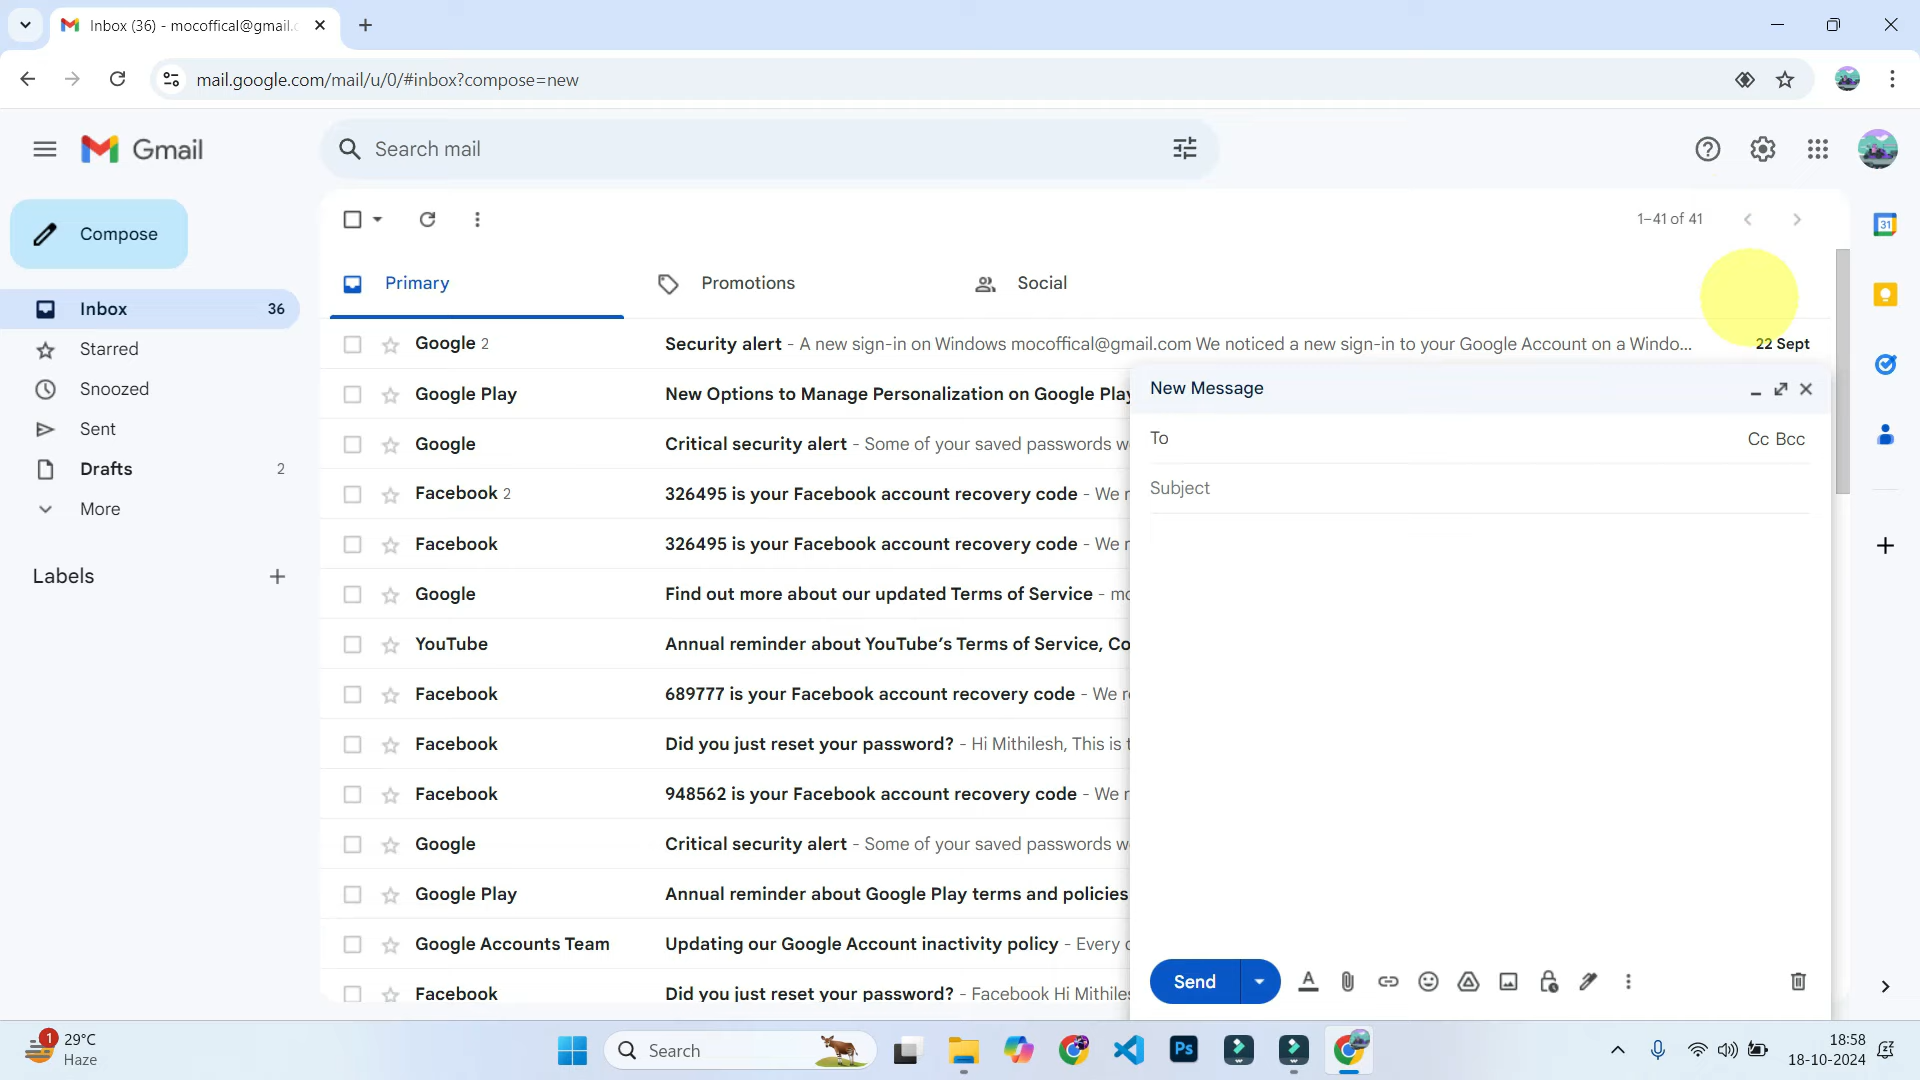 Inbox (36) - mocoffical@gmail.c
mail.google.com/mail/u/0/#inbox?compose=new
Gmail
Search mail
Compose
Inbox 36
Starred
Snoozed
Sent
Drafts 2
More
Labels
1–41 of 41
Primary
Promotions
Social
Google 2 Security alert - A new sign-in on Windows mocoffical@gmail.com We noticed a new sign-in to your Google Account on a Windo... 22 Sept
Google Play New Options to Manage Personalization on Google Play
Google Critical security alert - Some of your saved passwords w
Facebook 2 326495 is your Facebook account recovery code - We r
Facebook 326495 is your Facebook account recovery code - We r
Google Find out more about our updated Terms of Service - mo
YouTube Annual reminder about YouTube’s Terms of Service, Co
Facebook 689777 is your Facebook account recovery code - We r
Facebook Did you just reset your password? - Hi Mithilesh, This is t
Facebook 948562 is your Facebook account recovery code - We r
Google Critical security alert - Some of your saved passwords w
Google Play Annual reminder about Google Play terms and policies
Google Accounts Team Updating our Google Account inactivity policy - Every c
Facebook Did you just reset your password? - Facebook Hi Mithiles
New Message
To Cc Bcc
Subject
Send
31
1
29°C
Haze
Search
Ps
18:58
18-10-2024